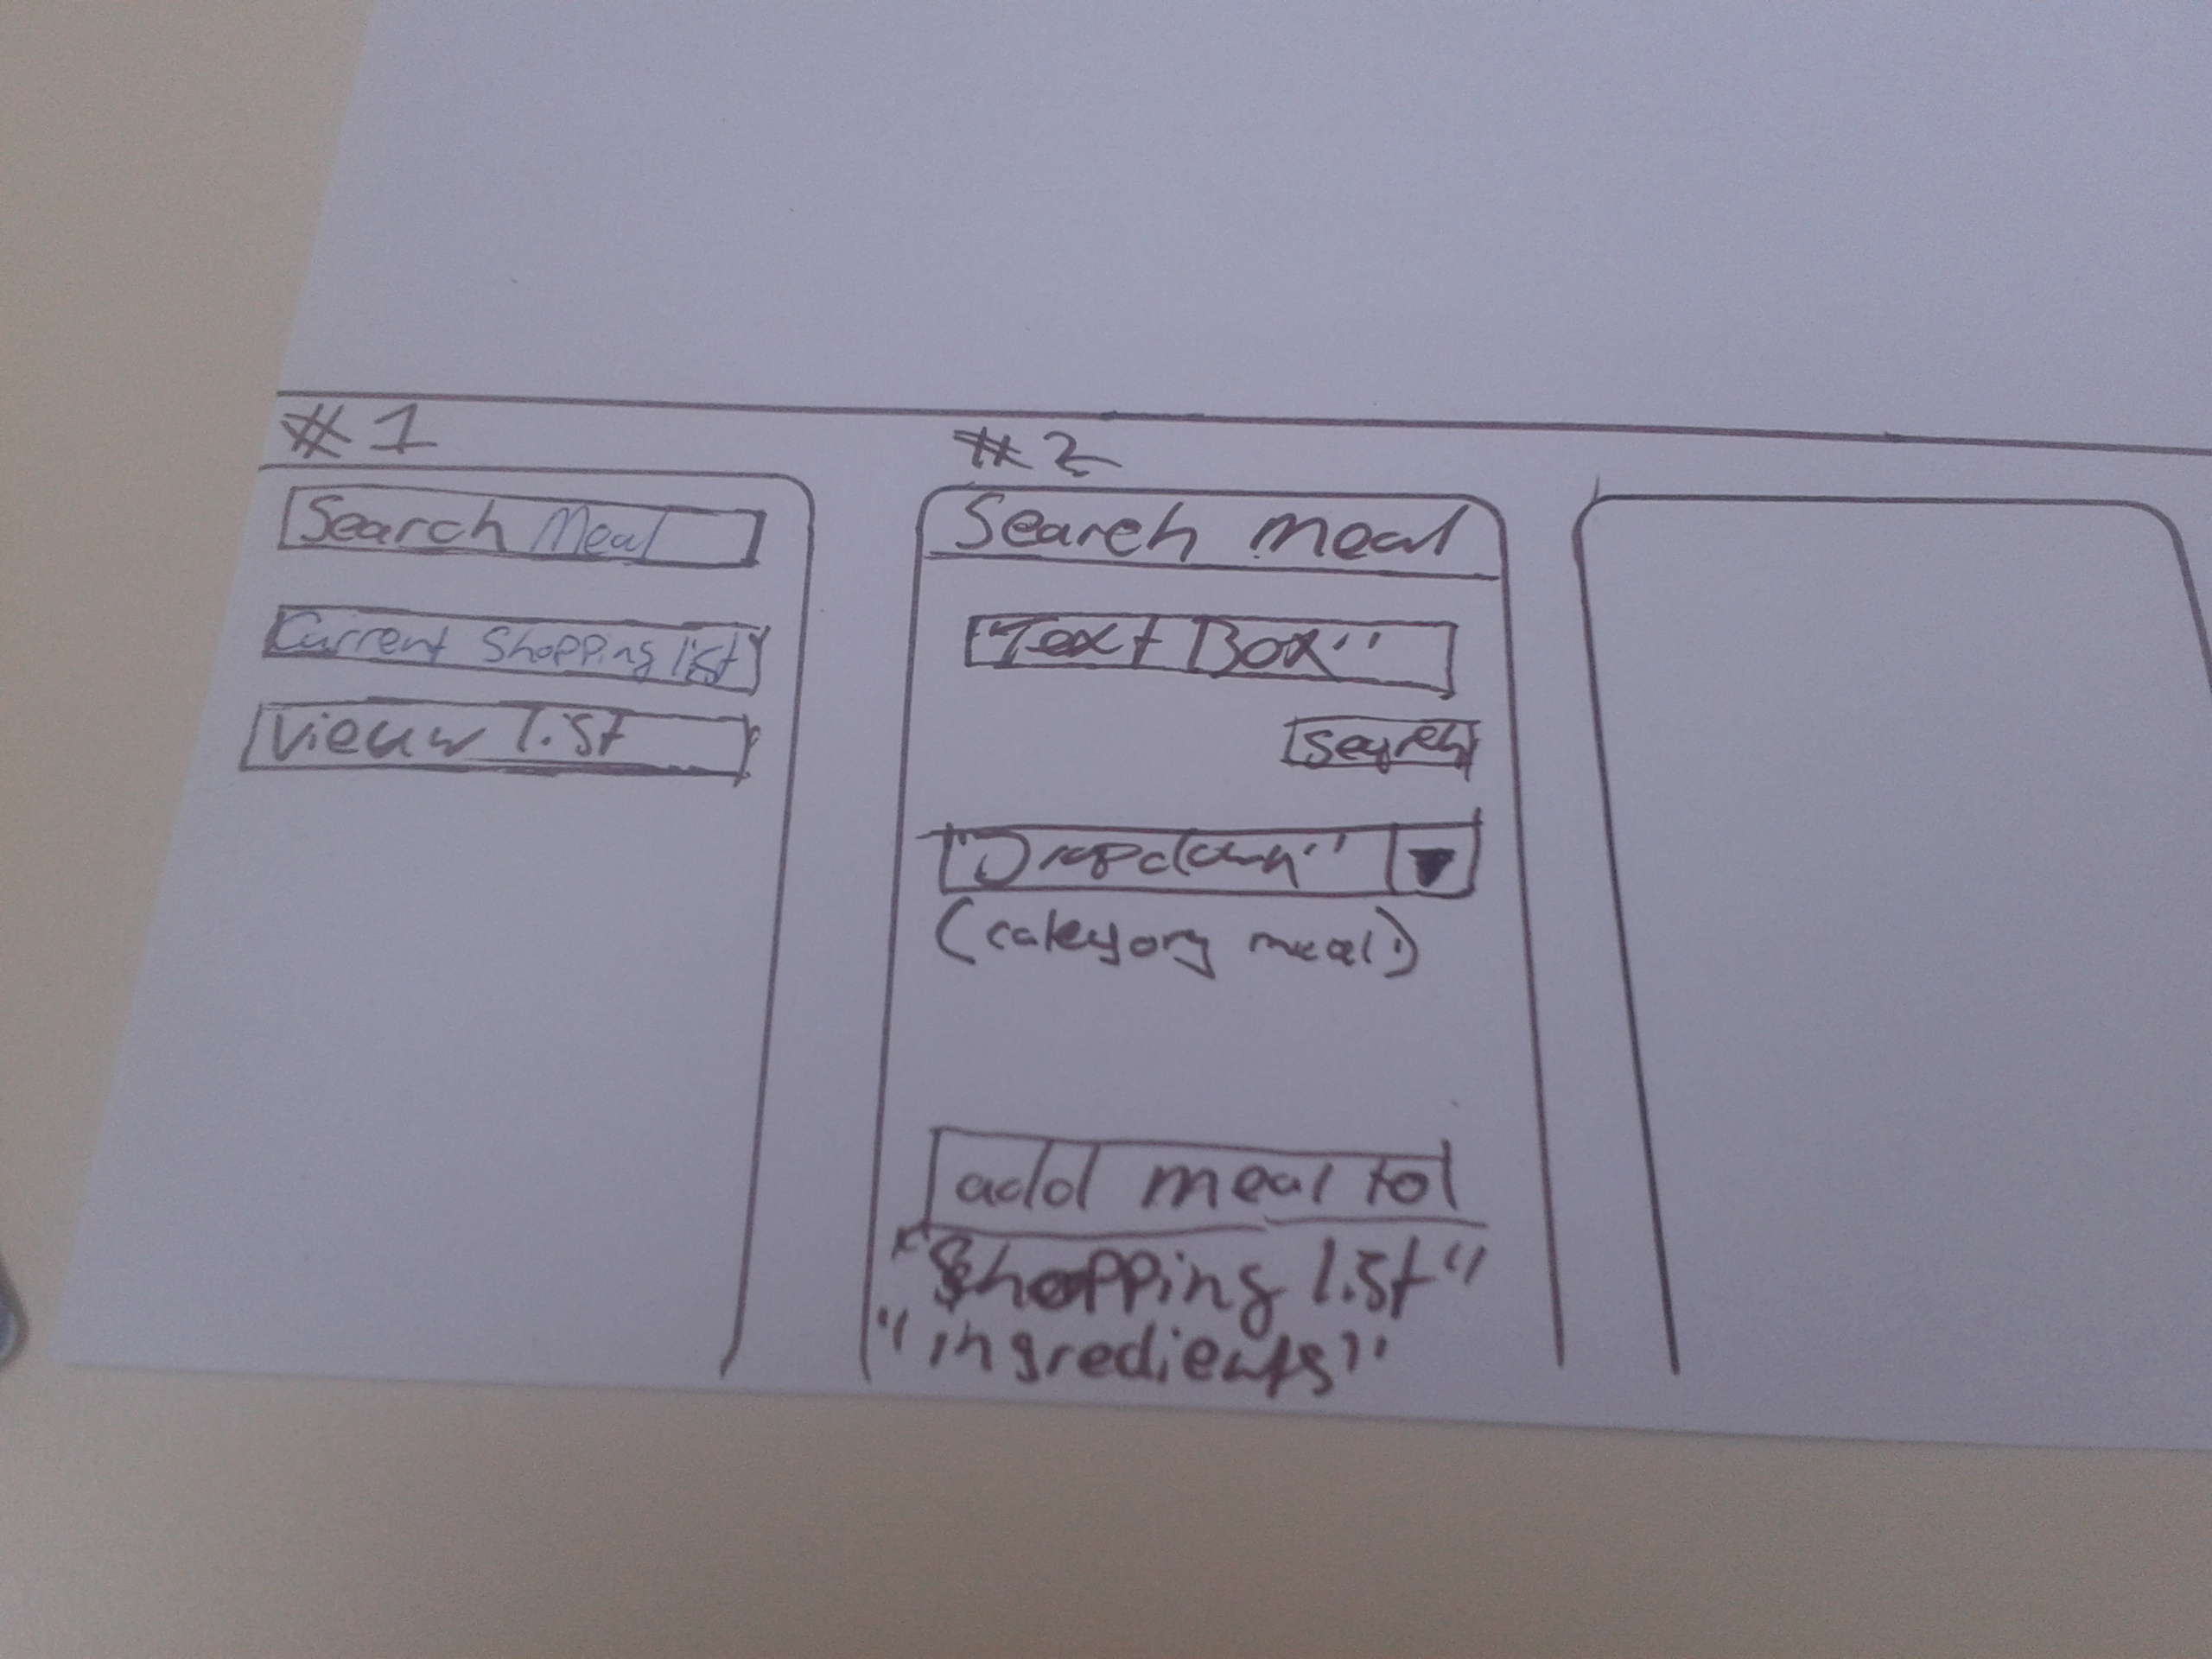 #1
Search Meal
Current Shopping list
Vieuw list
#2
Search meal
"Text Box"
Search
"Dropdown"
(category meal)
add meal to
"Shopping list"
"ingredients"